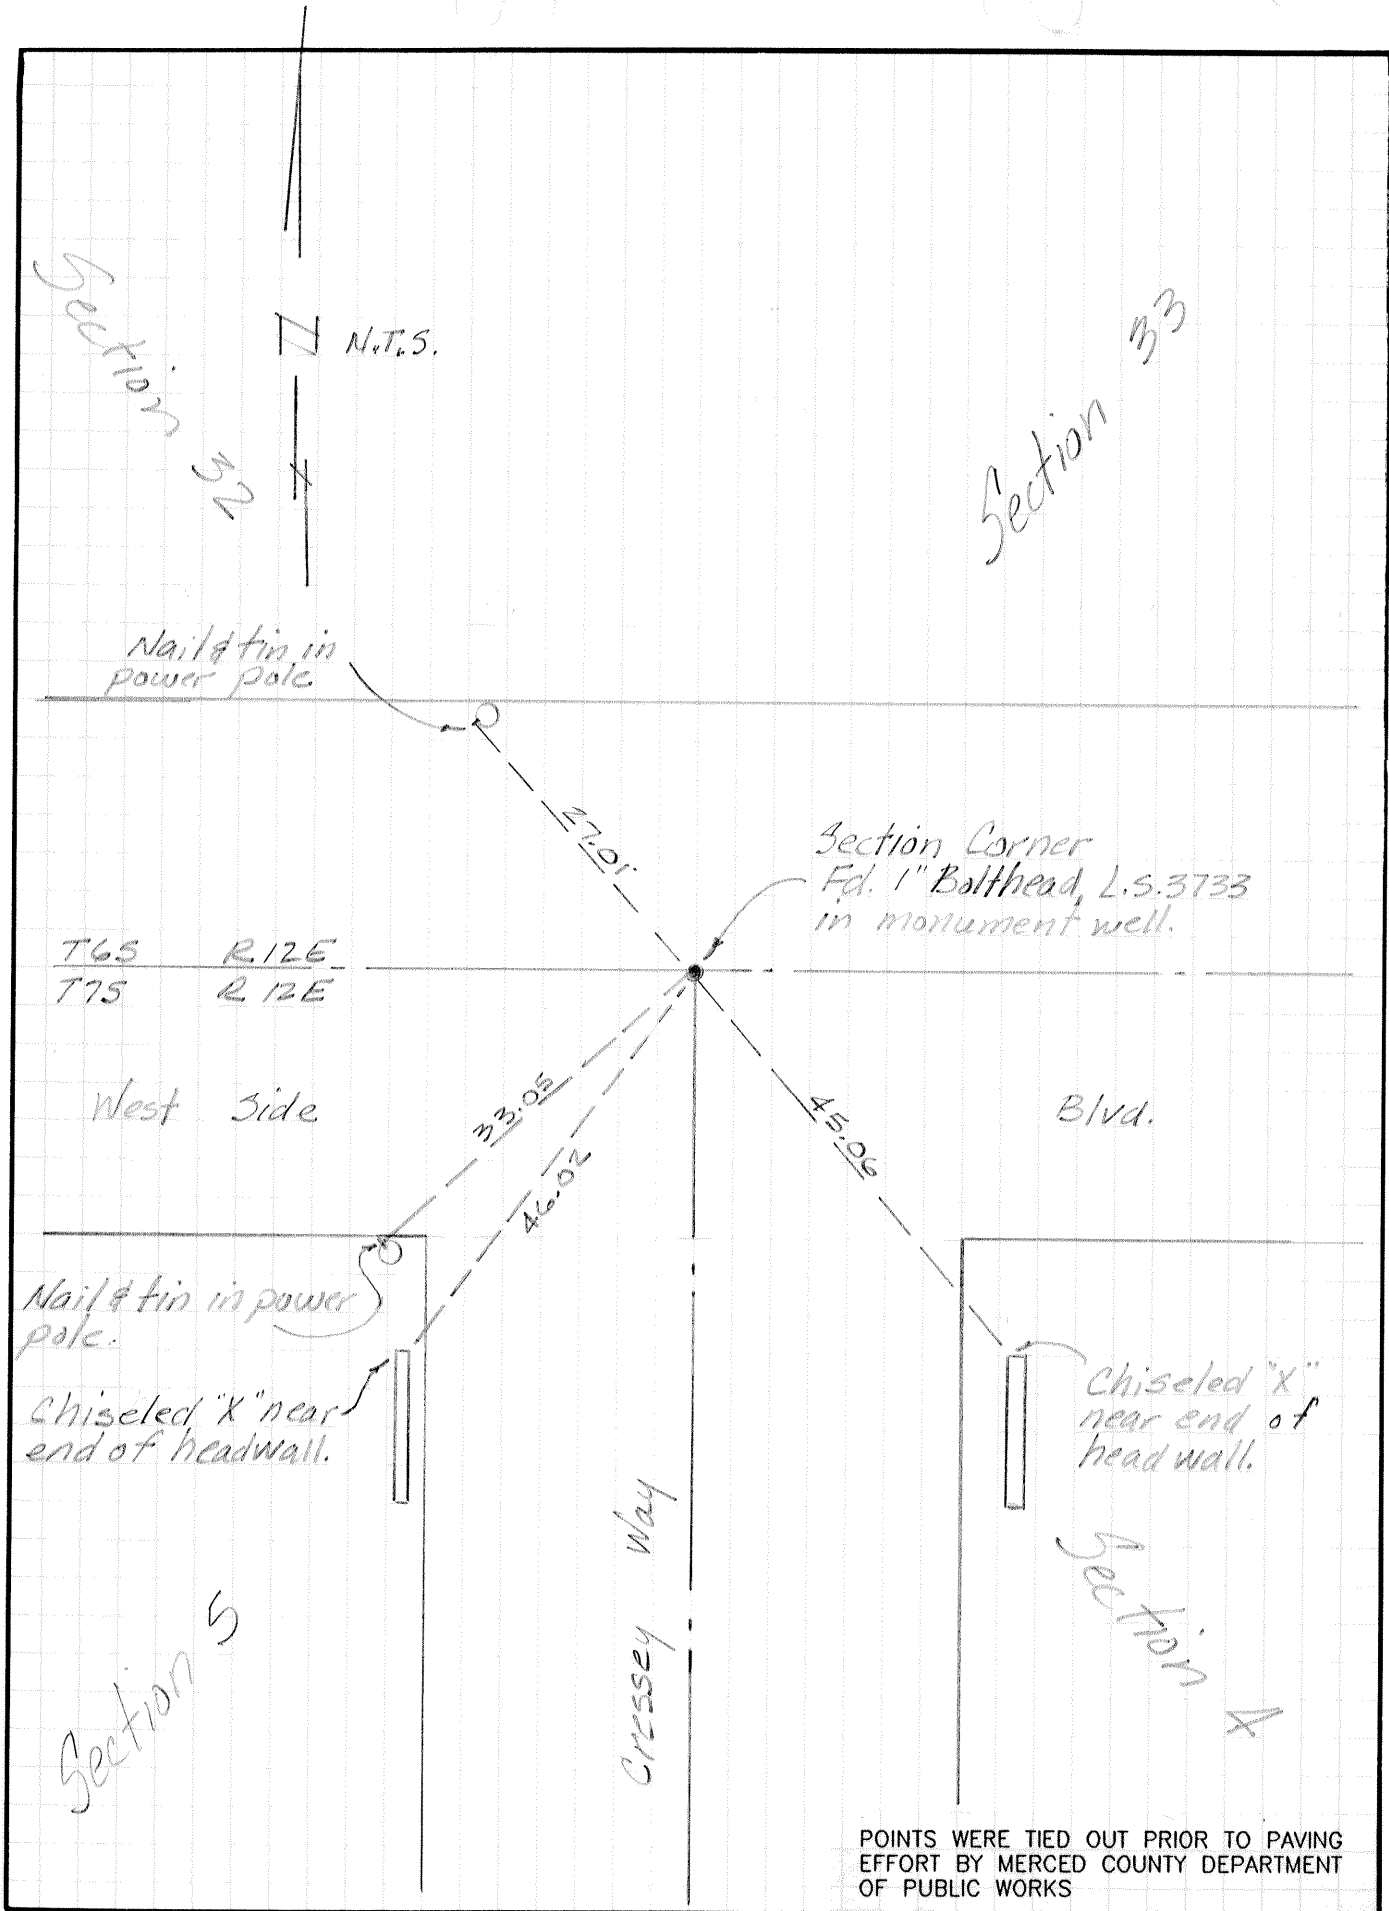 Section 32
N
N.T.S.
Section 33
Nail & tin in
power pole
27.01
Section Corner
Fd. 1" Bolthead, L.S. 3733
in monument well.
T6S R12E
T7S R12E
West Side Blvd.
33.05
46.02
45.06
Nail & tin in power
pole.
Chiseled "X" near
end of headwall.
Chiseled "X"
near end of
head wall.
Cressey Way
Section 5
Section 4
POINTS WERE TIED OUT PRIOR TO PAVING
EFFORT BY MERCED COUNTY DEPARTMENT
OF PUBLIC WORKS